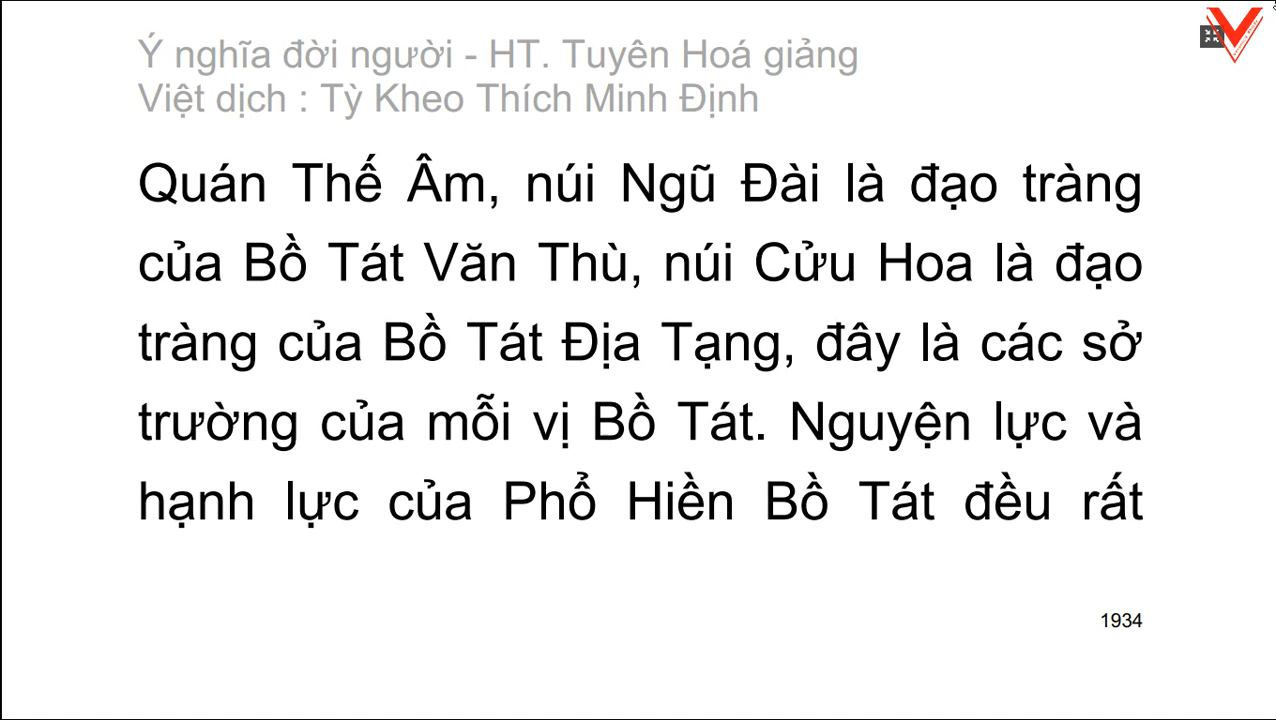 Ý nghĩa đời người - HT. Tuyên Hoá giảng
Việt dịch : Tỳ Kheo Thích Minh Định
Quán Thế Âm, núi Ngũ Đài là đạo tràng
của Bồ Tát Văn Thù, núi Cửu Hoa là đạo
tràng của Bồ Tát Địa Tạng, đây là các sở
trường của mỗi vị Bồ Tát. Nguyện lực và
hạnh lực của Phổ Hiền Bồ Tát đều rất
1934